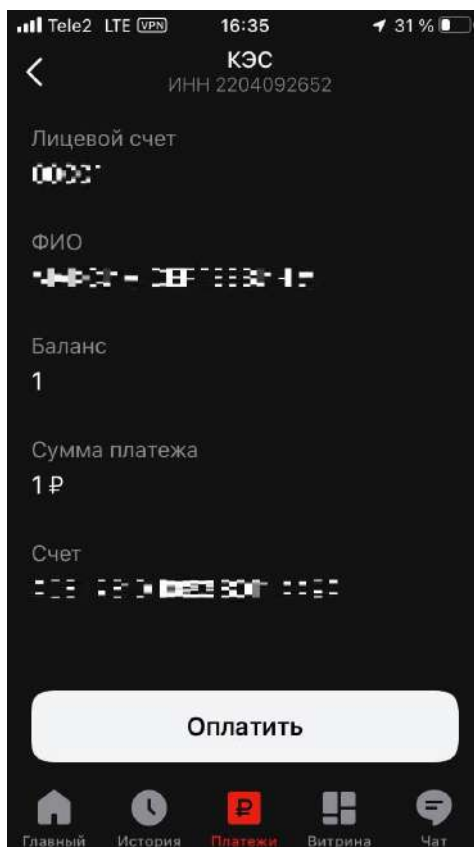 Tele2 LTE VPN 16:35 31 %
КЭС
ИНН 2204092652
Лицевой счет
ФИО
Баланс
1
Сумма платежа
1 ₽
Счет
Оплатить
Главный История Платежи Витрина Чат